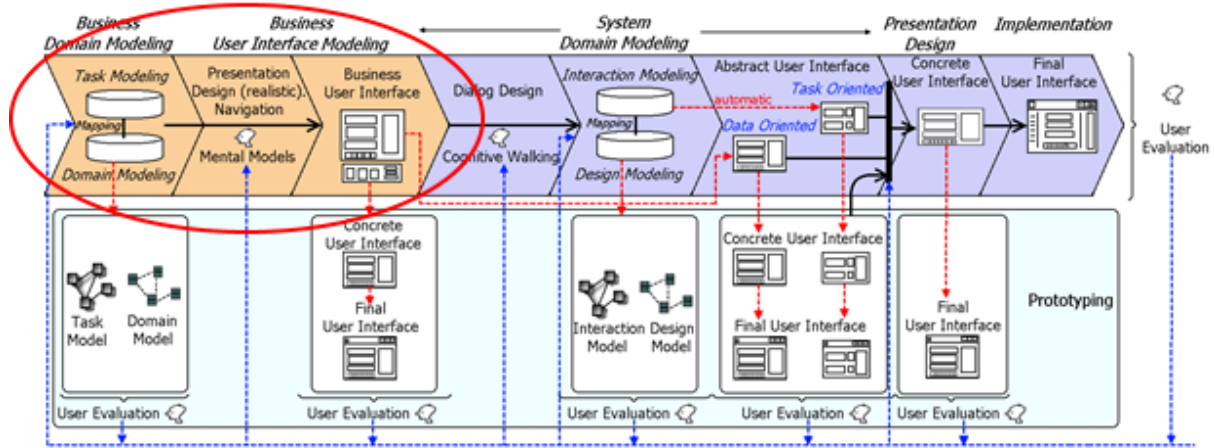 Business
Domain Modeling
Business
User Interface Modeling
System
Domain Modeling
Presentation
Design
Implementation
Task Modeling
Mapping
Domain Modeling
Presentation
Design (realistic).
Navigation
Mental Models
Business
User Interface
Dialog Design
Cognitive Walking
Interaction Modeling
Mapping
Design Modeling
Abstract User Interface
automatic
Task Oriented
Data Oriented
Concrete
User Interface
Final
User Interface
User
Evaluation
Task
Model
Domain
Model
Concrete
User Interface
Final
User Interface
Interaction
Model
Design
Model
Concrete User Interface
Final User Interface
Final
User Interface
Prototyping
User Evaluation
User Evaluation
User Evaluation
User Evaluation
User Evaluation